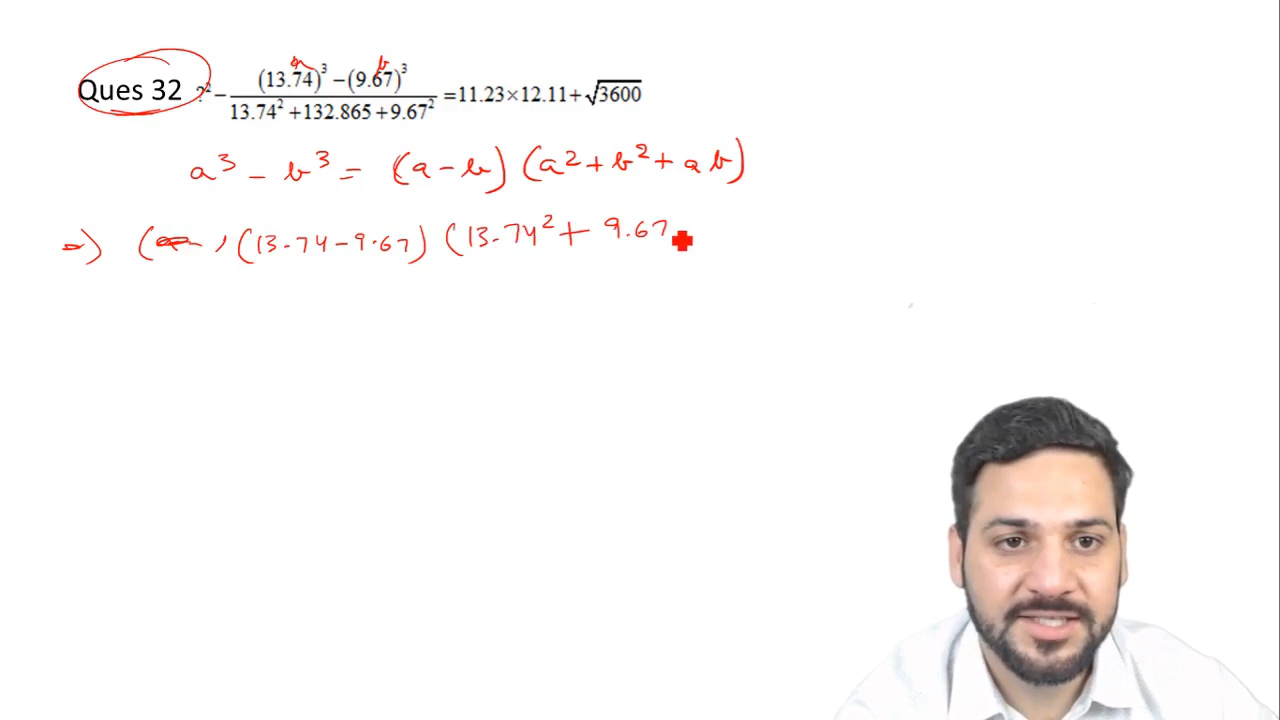 Ques 32 ?² - (13.74)³ - (9.67)³ / 13.74² + 132.865 + 9.67² = 11.23 × 12.11 + √3600
a b
a³ - b³ = (a - b) (a² + b² + ab)
⇒) ( (13.74 - 9.67) (13.74² + 9.67